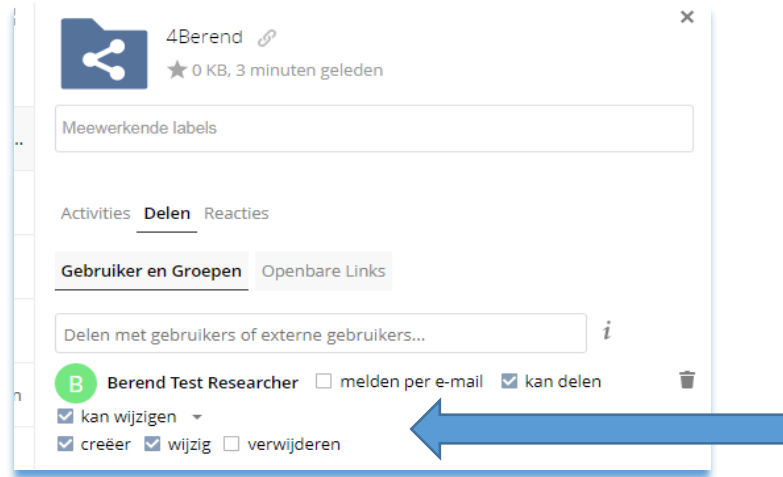 4Berend
0 KB, 3 minuten geleden
Meewerkende labels
..
Activities Delen Reacties
Gebruiker en Groepen Openbare Links
Delen met gebruikers of externe gebruikers...
i
B Berend Test Researcher melden per e-mail kan delen
n
kan wijzigen
creëer wijzig verwijderen